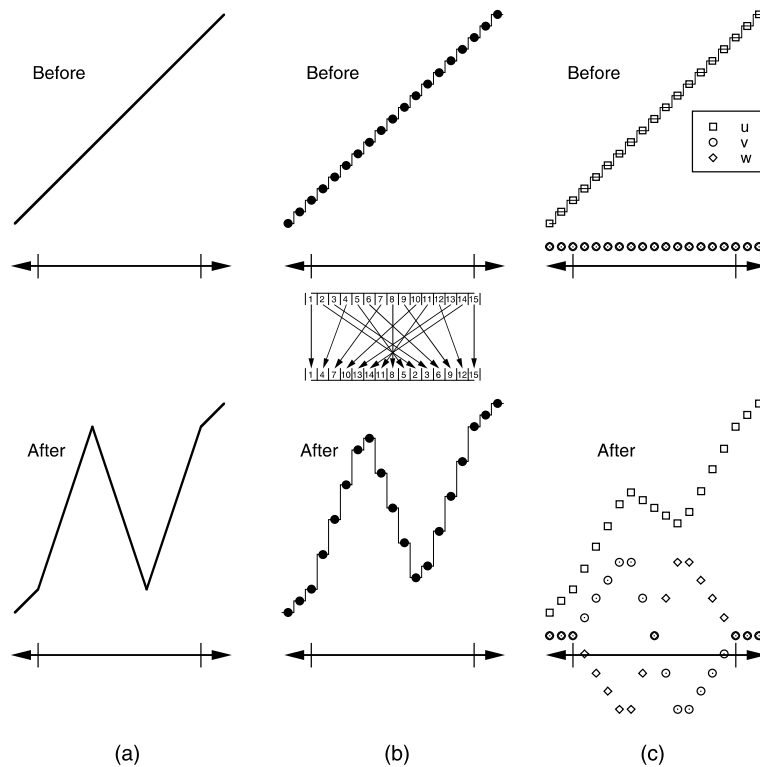 Before
Before
Before
u
v
w
1 2 3 4 5 6 7 8 9 10 11 12 13 14 15
1 4 7 10 13 14 11 8 5 2 3 6 9 12 15
After
After
After
(a)
(b)
(c)